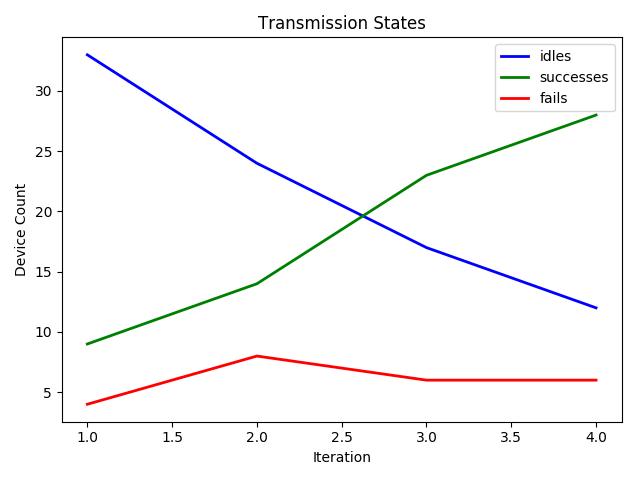 Transmission States
idles
successes
fails
Device Count
30
25
20
15
10
5
1.0 1.5 2.0 2.5 3.0 3.5 4.0
Iteration